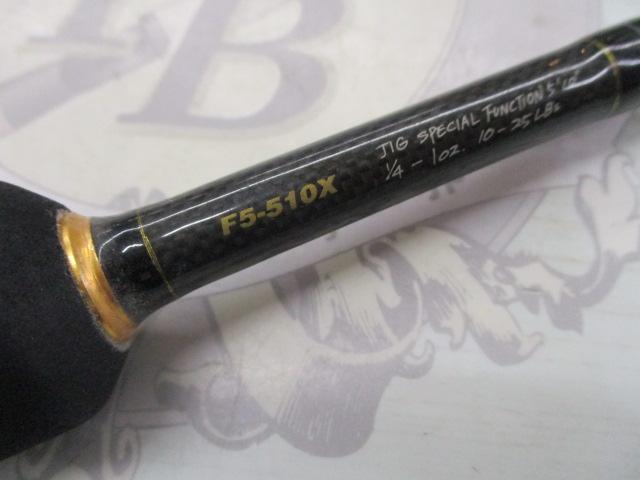 B
F5-510X
JIG SPECIAL FUNCTION 5'10"
1/4 - 1oz. 10-25LBs